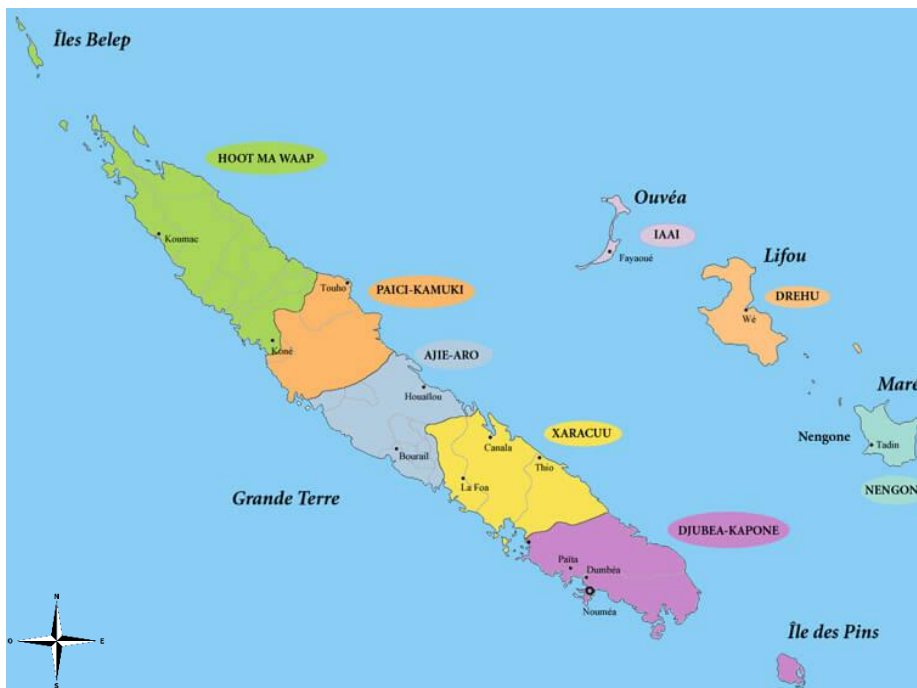 Îles Belep
HOOT MA WAAP
Ouvéa
IAAI
Koumac
Fayaoué
Lifou
Touho
PAICI-KAMUKI
DREHU
Wé
Koné
AJIE-ARO
Houaïlou
Maré
Nengone
Tadin
XARACUU
Canala
Bourail
Thio
La Foa
NENGON
Grande Terre
DJUBEA-KAPONE
Païta
Dumbéa
Nouméa
Île des Pins
N
O
E
S